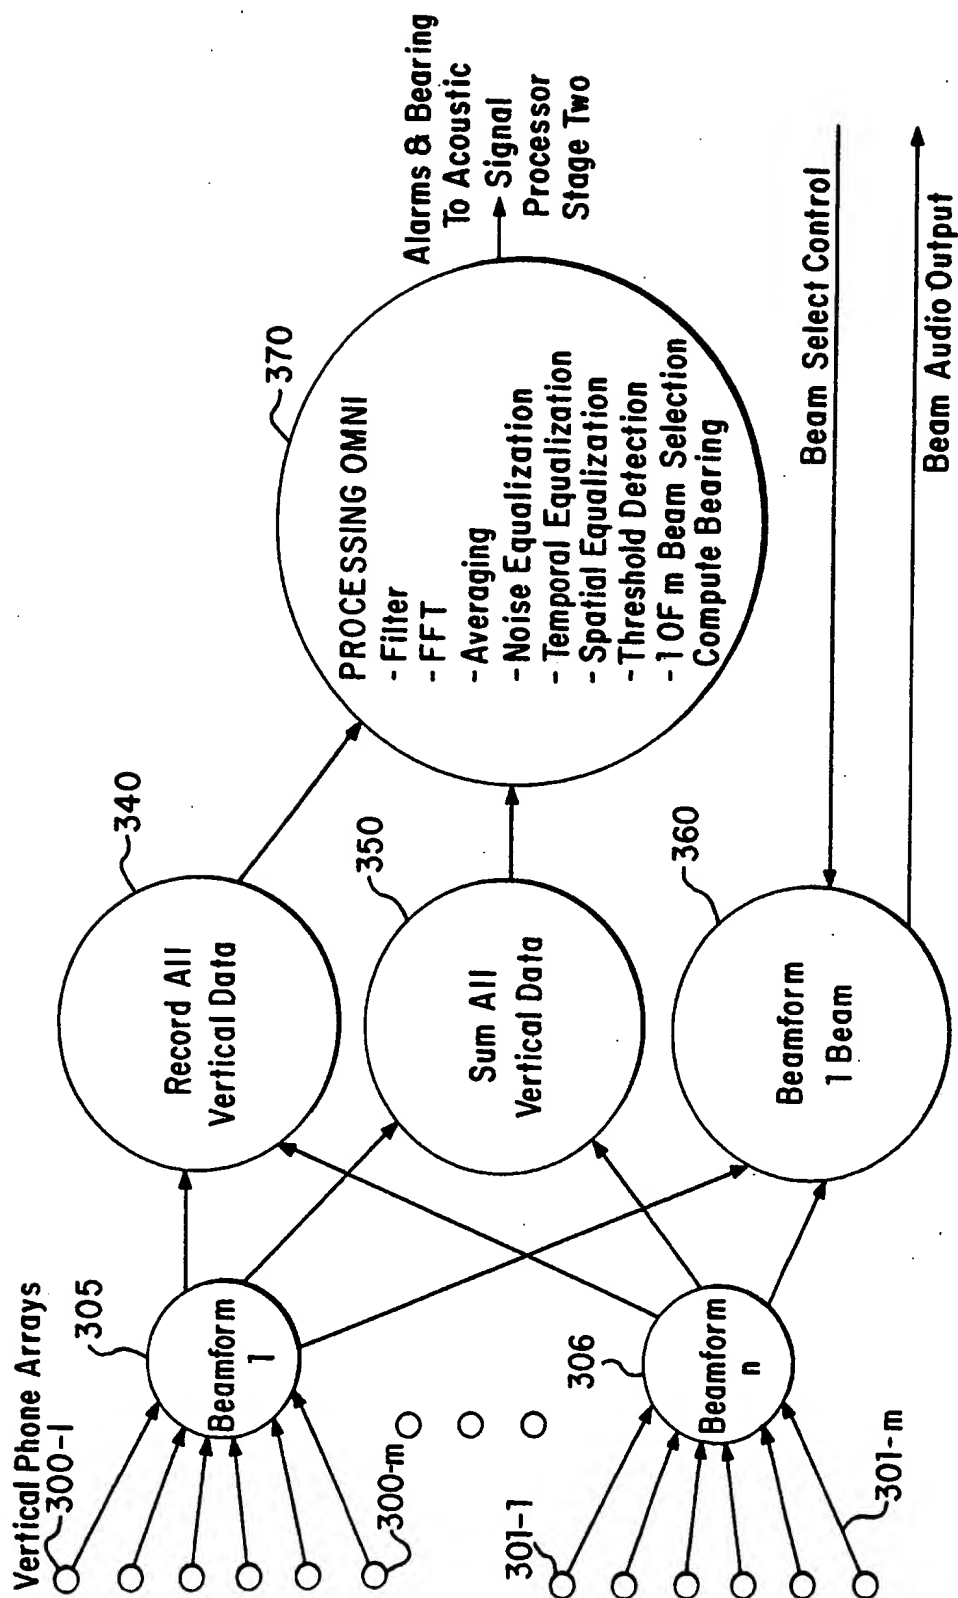 Vertical Phone Arrays
300-1
300-m
301-1
301-m
305
Beamform
1
306
Beamform
n
340
Record All
Vertical Data
350
Sum All
Vertical Data
360
Beamform
1 Beam
370
PROCESSING OMNI
- Filter
- FFT
- Averaging
- Noise Equalization
- Temporal Equalization
- Spatial Equalization
- Threshold Detection
- 1 OF m Beam Selection
Compute Bearing
Alarms & Bearing
To Acoustic
Signal
Processor
Stage Two
Beam Select Control
Beam Audio Output